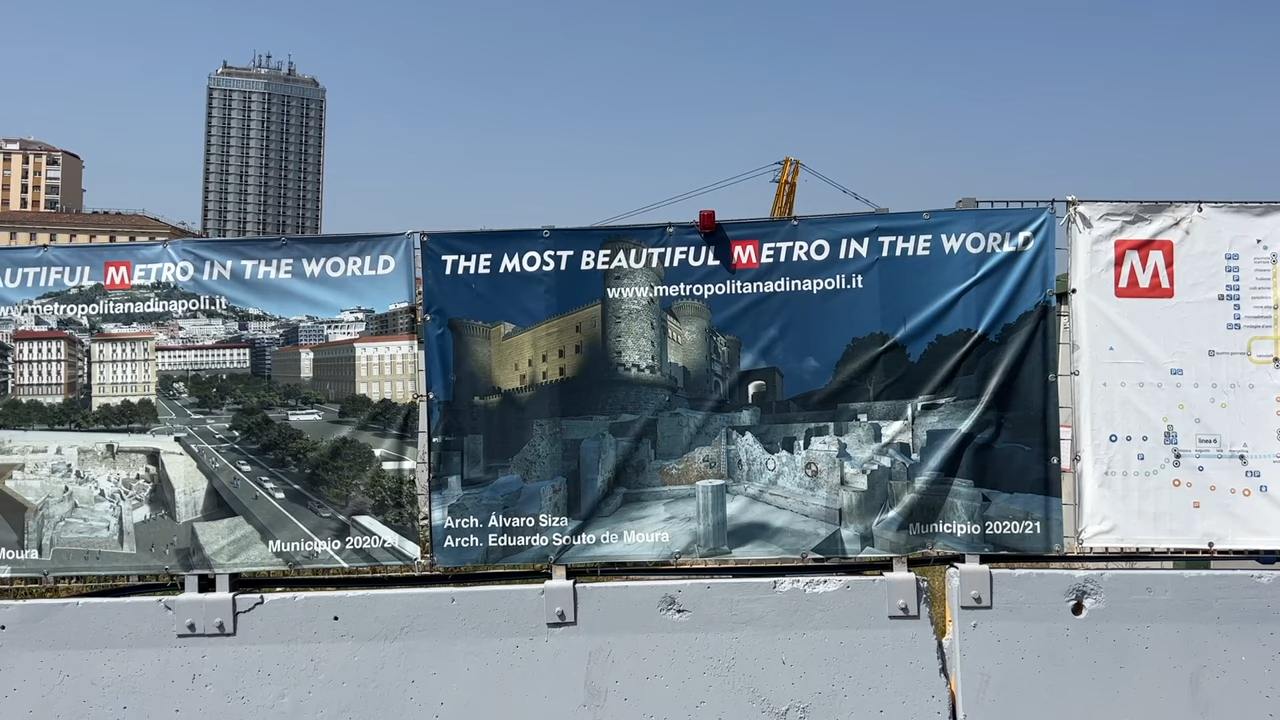 AUTIFUL METRO IN THE WORLD
www.metropolitanadinapoli.it
Moura
Municipio 2020/21
THE MOST BEAUTIFUL METRO IN THE WORLD
www.metropolitanadinapoli.it
Arch. Álvaro Siza
Arch. Eduardo Souto de Moura
Municipio 2020/21
M
linea 6